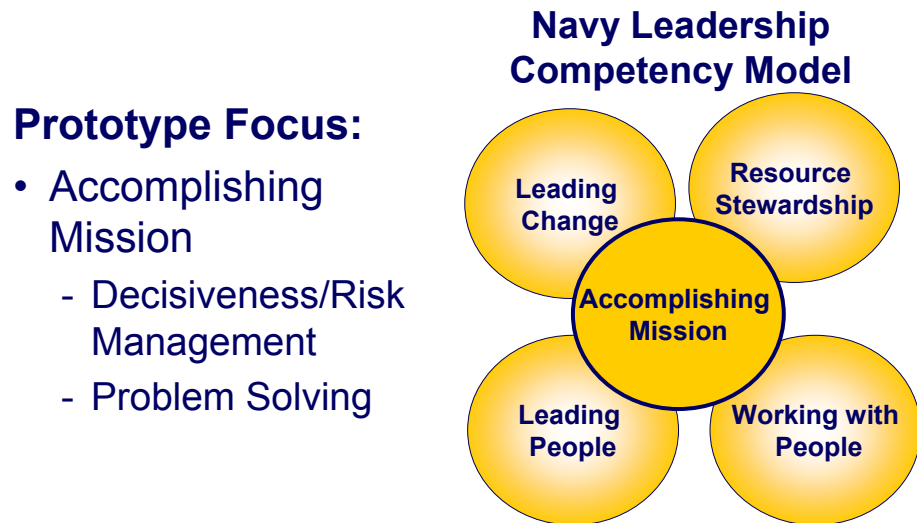 Navy Leadership
Competency Model
Prototype Focus:
• Accomplishing
Mission
- Decisiveness/Risk
Management
- Problem Solving
Leading
Change
Resource
Stewardship
Accomplishing
Mission
Leading
People
Working with
People